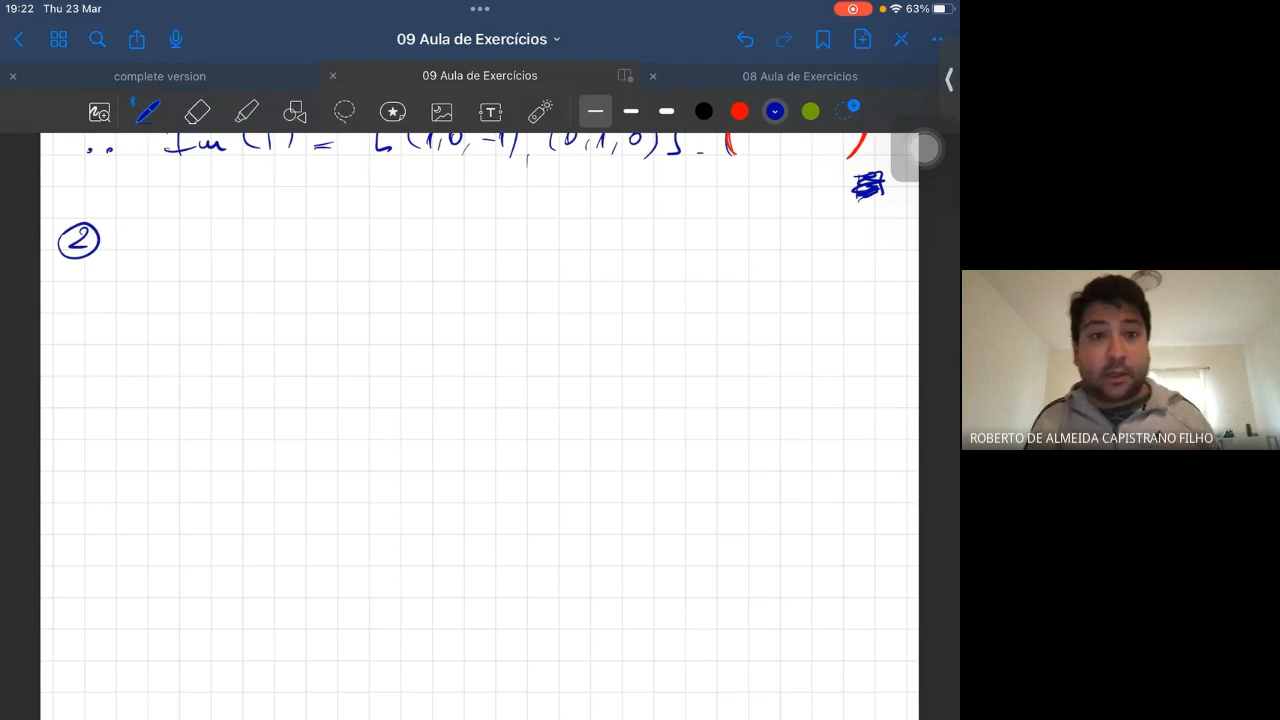 19:22 Thu 23 Mar
63%
09 Aula de Exercícios
complete version
09 Aula de Exercícios
08 Aula de Exercícios
∴ Im (T) = [(1,0,-1), (0,1,0)]. ( )
2
ROBERTO DE ALMEIDA CAPISTRANO FILHO